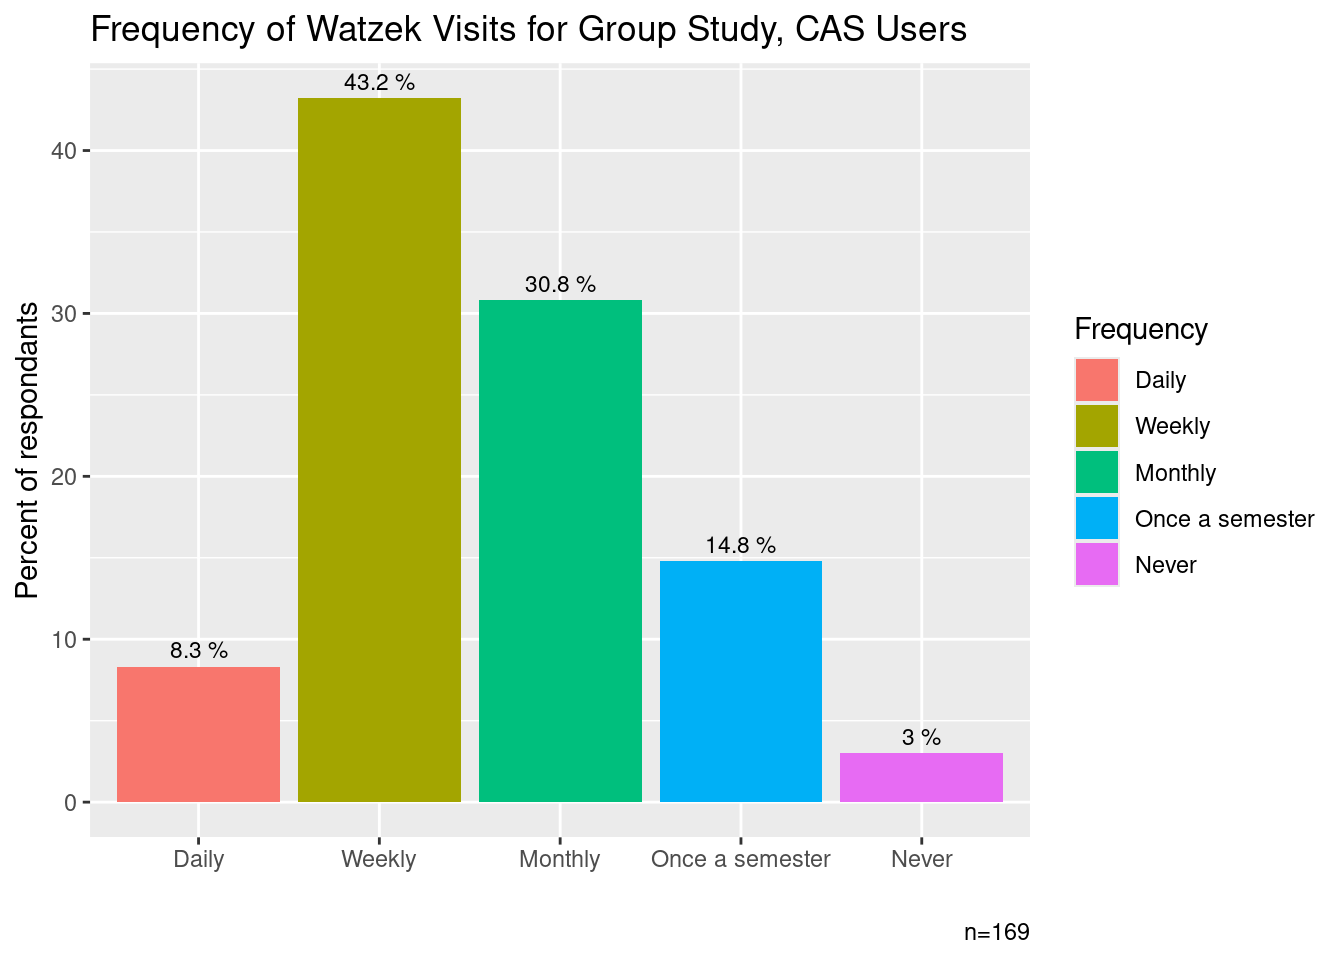 Frequency of Watzek Visits for Group Study, CAS Users
Percent of respondants
40
30
20
10
0
8.3 %
43.2 %
30.8 %
14.8 %
3 %
Daily
Weekly
Monthly
Once a semester
Never
Frequency
Daily
Weekly
Monthly
Once a semester
Never
n=169